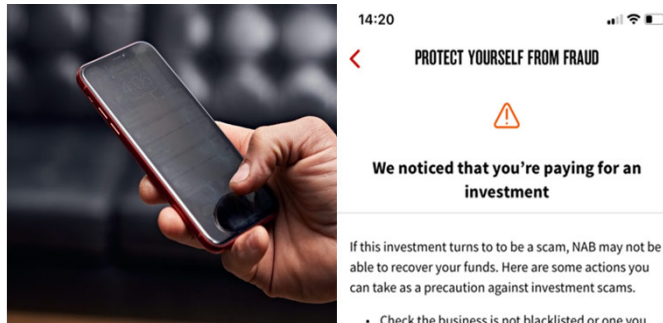 14:20
PROTECT YOURSELF FROM FRAUD
We noticed that you’re paying for an
investment
If this investment turns to to be a scam, NAB may not be
able to recover your funds. Here are some actions you
can take as a precaution against investment scams.
• Check the business is not blacklisted or one you